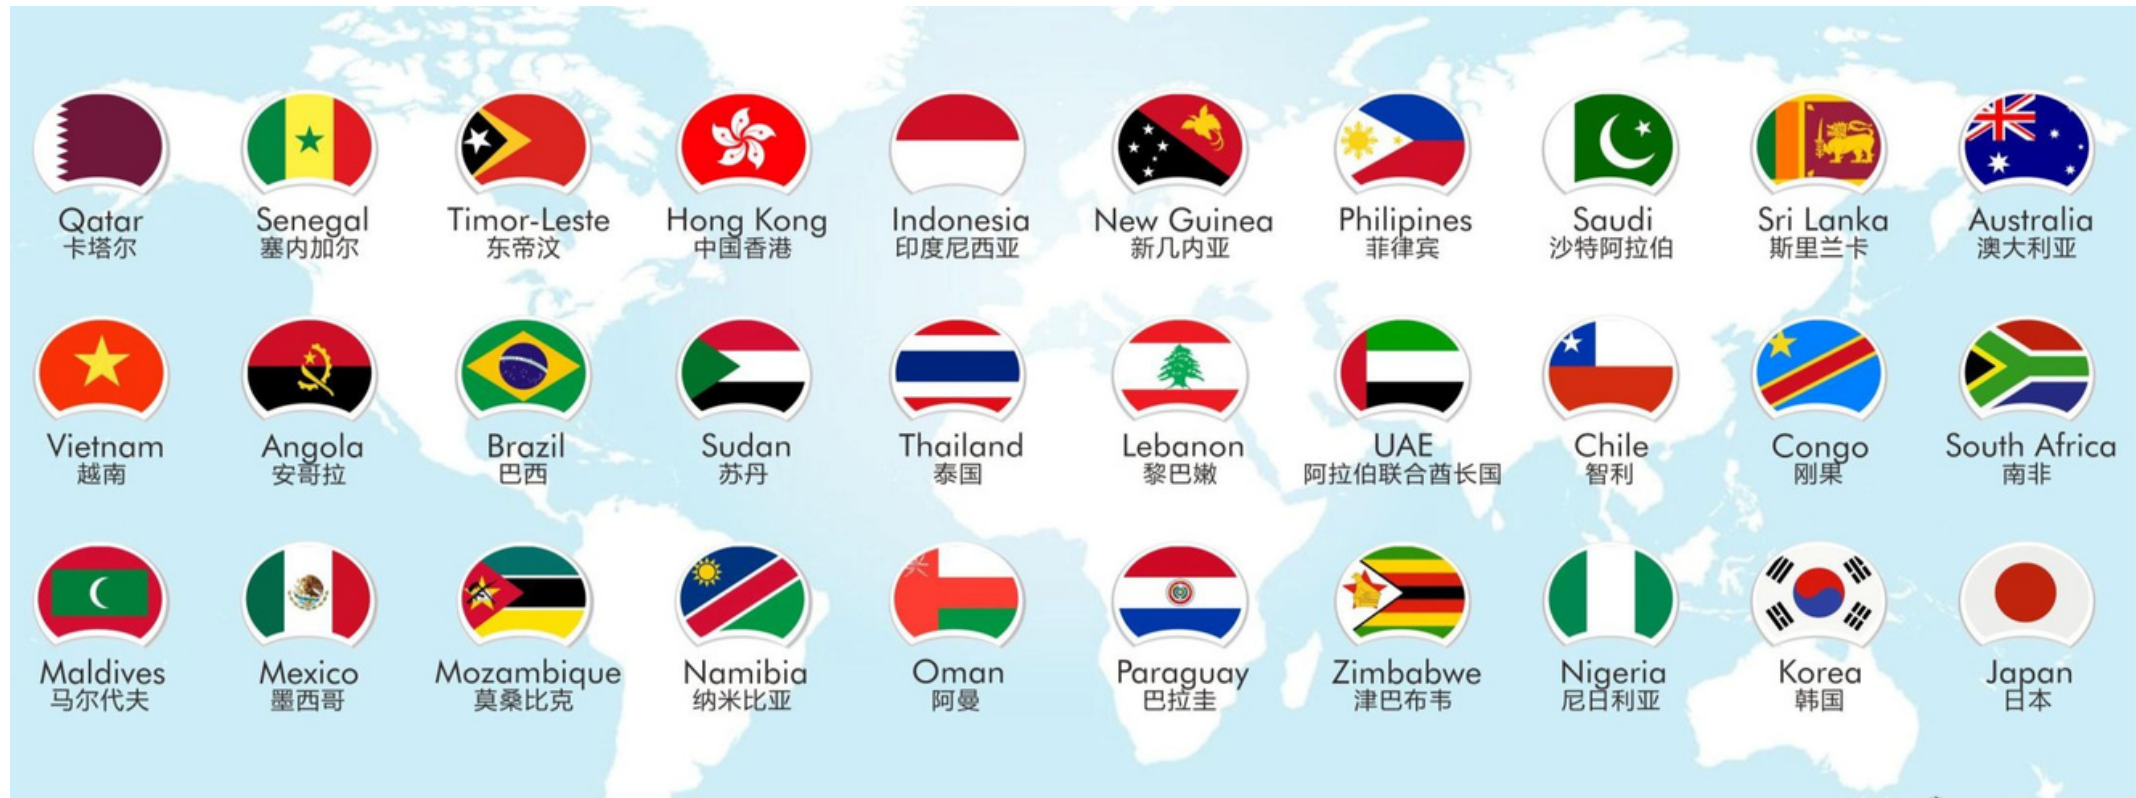 Qatar
卡塔尔
Senegal
塞内加尔
Timor-Leste
东帝汶
Hong Kong
中国香港
Indonesia
印度尼西亚
New Guinea
新几内亚
Philipines
菲律宾
Saudi
沙特阿拉伯
Sri Lanka
斯里兰卡
Australia
澳大利亚
Vietnam
越南
Angola
安哥拉
Brazil
巴西
Sudan
苏丹
Thailand
泰国
Lebanon
黎巴嫩
UAE
阿拉伯联合酋长国
Chile
智利
Congo
刚果
South Africa
南非
Maldives
马尔代夫
Mexico
墨西哥
Mozambique
莫桑比克
Namibia
纳米比亚
Oman
阿曼
Paraguay
巴拉圭
Zimbabwe
津巴布韦
Nigeria
尼日利亚
Korea
韩国
Japan
日本